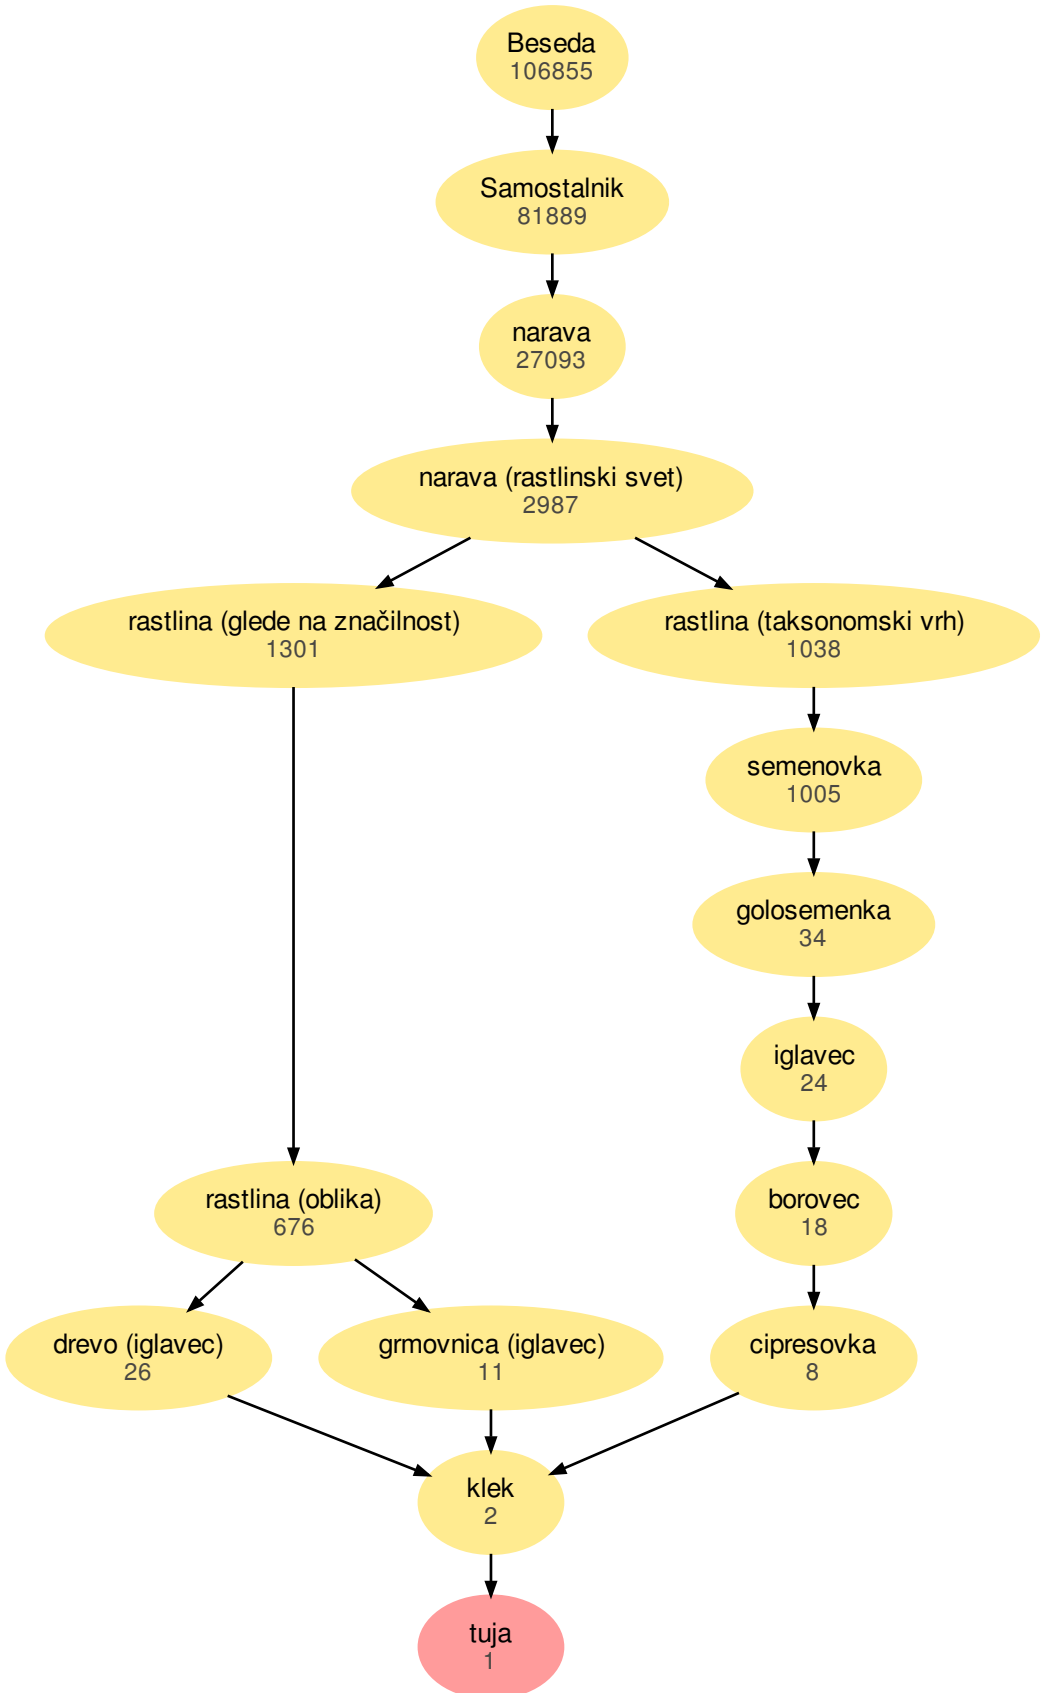 Beseda
106855
Samostalnik
81889
narava
27093
narava (rastlinski svet)
2987
rastlina (glede na značilnost)
1301
rastlina (taksonomski vrh)
1038
semenovka
1005
golosemenka
34
iglavec
24
rastlina (oblika)
676
borovec
18
drevo (iglavec)
26
grmovnica (iglavec)
11
cipresovka
8
klek
2
tuja
1